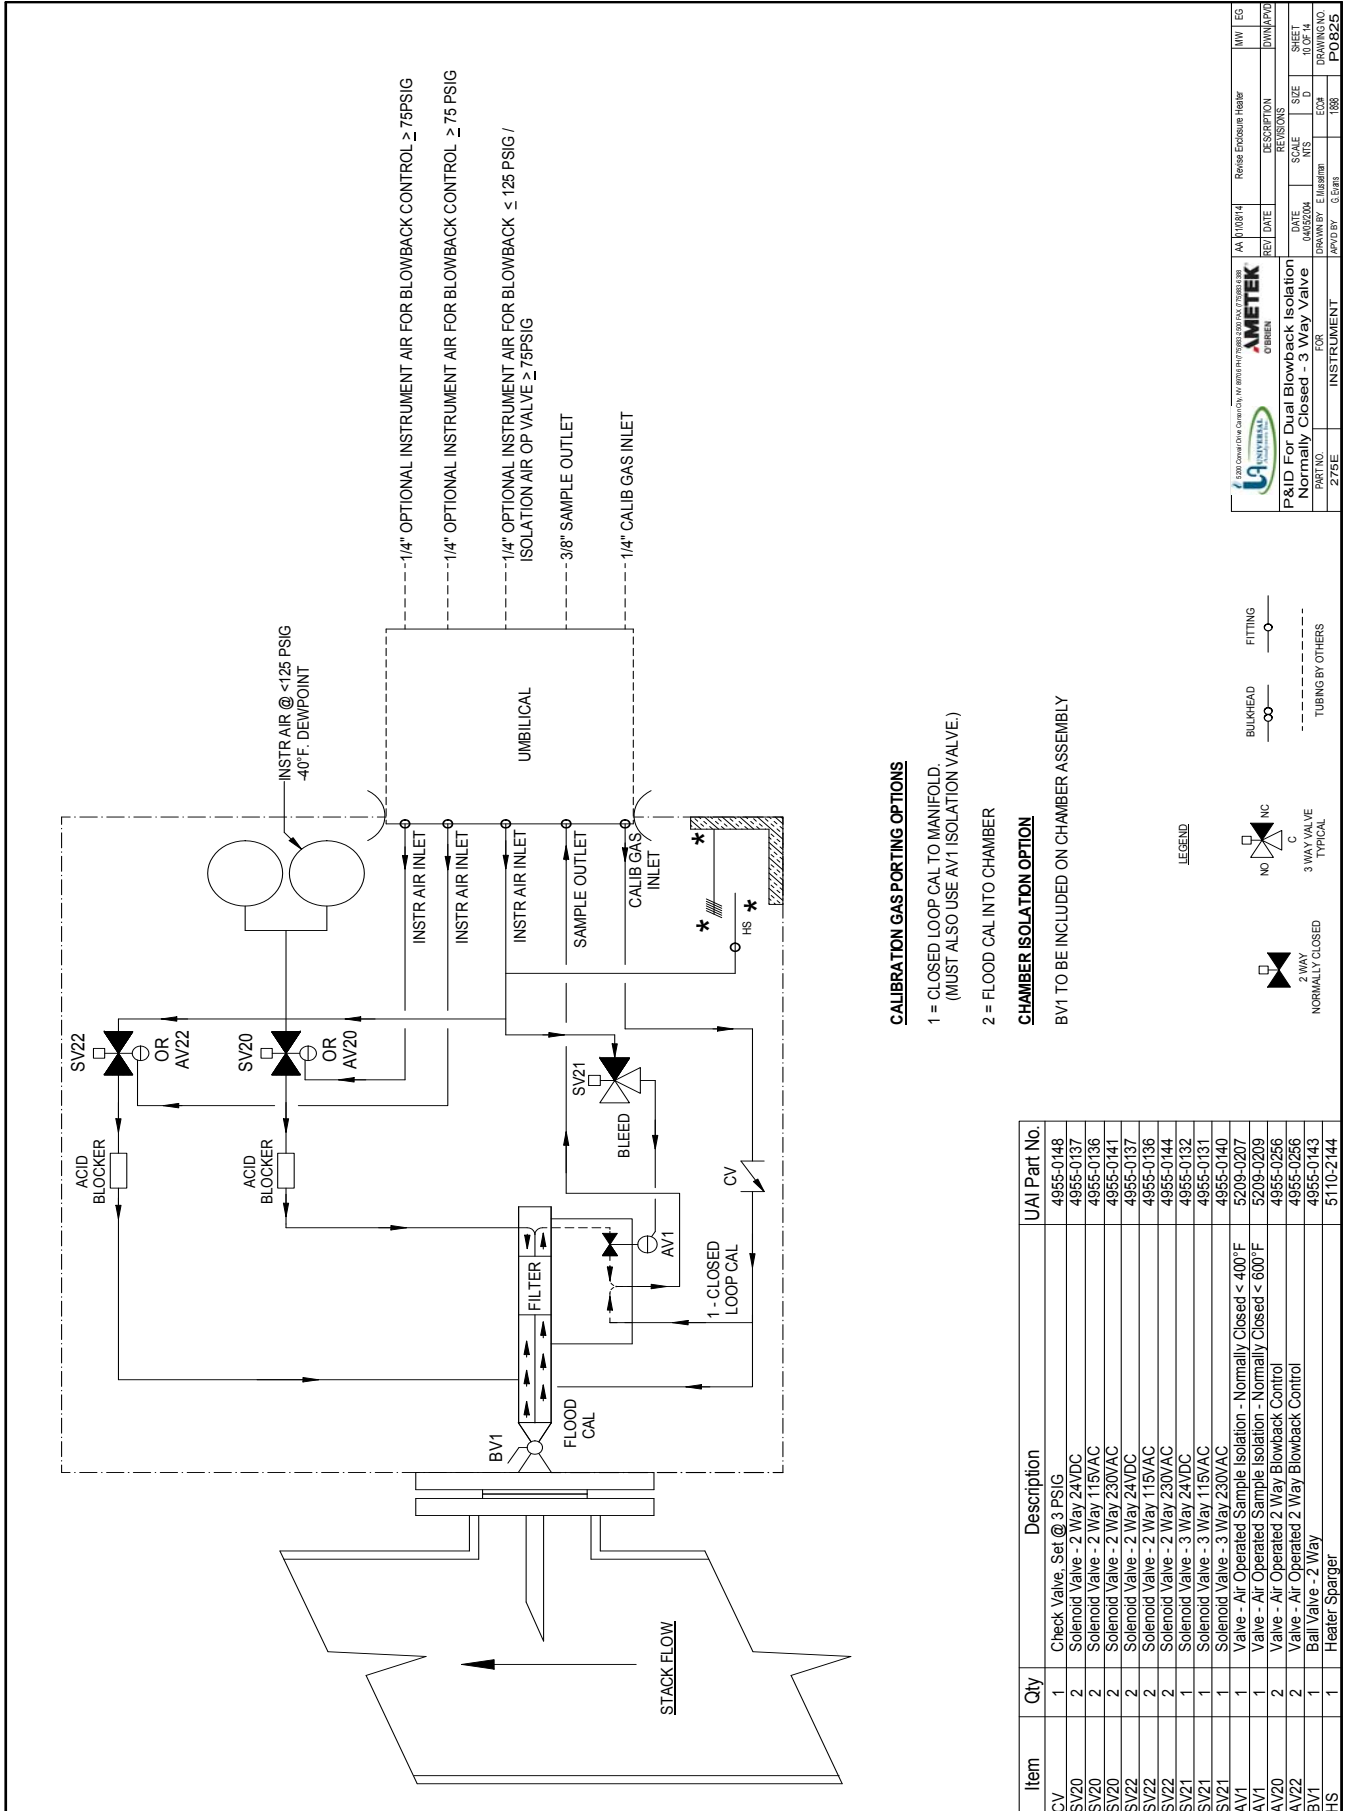 1/4" OPTIONAL INSTRUMENT AIR FOR BLOWBACK CONTROL ≥ 75PSIG
1/4" OPTIONAL INSTRUMENT AIR FOR BLOWBACK CONTROL ≥ 75 PSIG
1/4" OPTIONAL INSTRUMENT AIR FOR BLOWBACK ≤ 125 PSIG /
ISOLATION AIR OP VALVE ≥ 75PSIG
3/8" SAMPLE OUTLET
1/4" CALIB GAS INLET
INSTR AIR @ <125 PSIG
-40°F. DEWPOINT
UMBILICAL
INSTR AIR INLET
INSTR AIR INLET
INSTR AIR INLET
SAMPLE OUTLET
CALIB GAS
INLET
* * *
HS
SV22
OR
AV22
SV20
OR
AV20
SV21
BLEED
ACID
BLOCKER
ACID
BLOCKER
CV
AV1
FILTER
1 - CLOSED
LOOP CAL
FLOOD
CAL
BV1
STACK FLOW
CALIBRATION GAS PORTING OPTIONS
1 = CLOSED LOOP CAL TO MANIFOLD.
(MUST ALSO USE AV1 ISOLATION VALVE.)
2 = FLOOD CAL INTO CHAMBER
CHAMBER ISOLATION OPTION
BV1 TO BE INCLUDED ON CHAMBER ASSEMBLY
LEGEND
2 WAY
NORMALLY CLOSED
NO NC
C
3 WAY VALVE
TYPICAL
BULKHEAD
FITTING
TUBING BY OTHERS
Item Qty Description UAI Part No.
CV 1 Check Valve, Set @ 3 PSIG 4955-0148
SV20 2 Solenoid Valve - 2 Way 24VDC 4955-0137
SV20 2 Solenoid Valve - 2 Way 115VAC 4955-0136
SV20 2 Solenoid Valve - 2 Way 230VAC 4955-0141
SV22 2 Solenoid Valve - 2 Way 24VDC 4955-0137
SV22 2 Solenoid Valve - 2 Way 115VAC 4955-0136
SV22 2 Solenoid Valve - 2 Way 230VAC 4955-0144
SV21 1 Solenoid Valve - 3 Way 24VDC 4955-0132
SV21 1 Solenoid Valve - 3 Way 115VAC 4955-0131
SV21 1 Solenoid Valve - 3 Way 230VAC 4955-0140
AV1 1 Valve - Air Operated Sample Isolation - Normally Closed < 400°F 5209-0207
AV1 1 Valve - Air Operated Sample Isolation - Normally Closed < 600°F 5209-0209
AV20 2 Valve - Air Operated 2 Way Blowback Control 4955-0256
AV22 2 Valve - Air Operated 2 Way Blowback Control 4955-0256
BV1 1 Ball Valve - 2 Way 4955-0143
HS 1 Heater Sparger 5110-2144
5200 Convair Drive Carson City, NV 89706
UA UNIVERSAL
AMETEK
O'BRIEN
P&ID For Dual Blowback Isolation
Normally Closed - 3 Way Valve
PART NO. FOR
275E INSTRUMENT
AA 01/08/14 Revise Enclosure Heater MW EG
REV DATE DESCRIPTION DWN APVD
REVISIONS
DATE SCALE SIZE SHEET
04/05/2004 NTS D 10 OF 14
DRAWN BY E.Musselman ECO# DRAWING NO.
APV'D BY G.Evans 1898 P0825